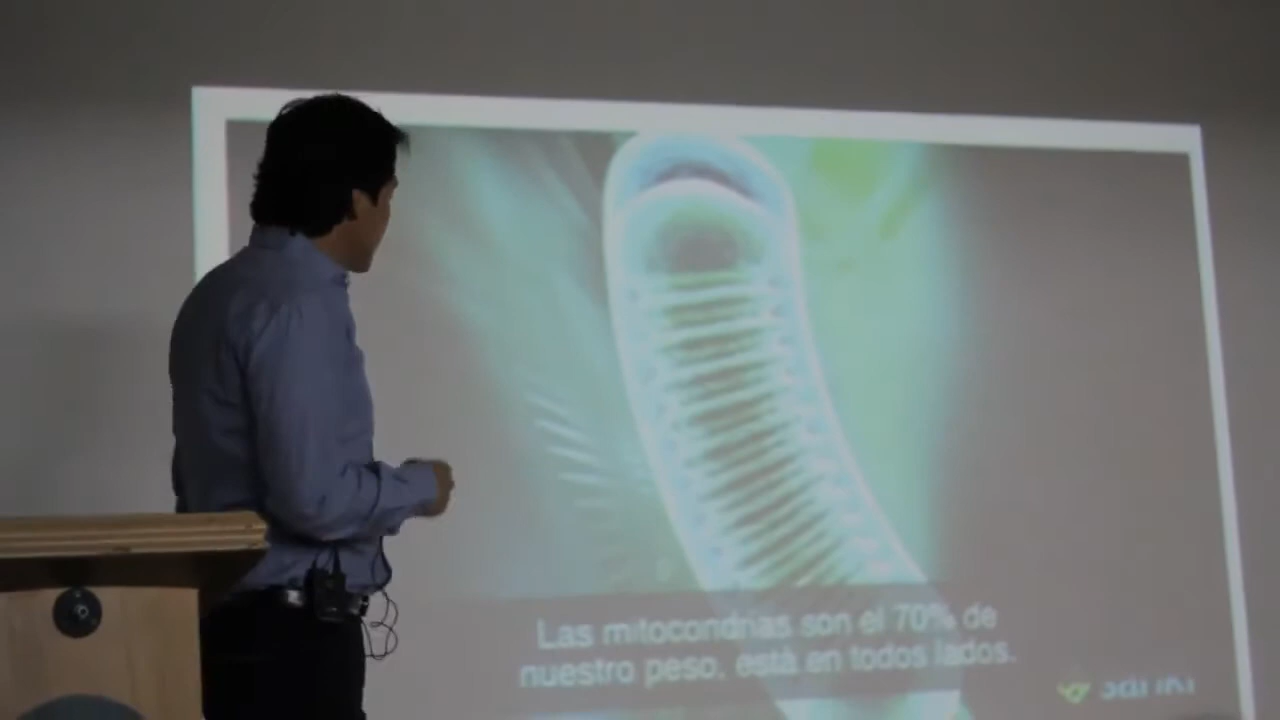 Las mitocondrias son el 70% de
nuestro peso, está en todos lados.